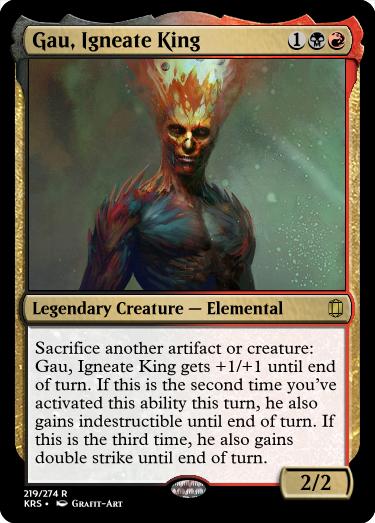 Gau, Igneate King 1
Legendary Creature — Elemental
Sacrifice another artifact or creature:
Gau, Igneate King gets +1/+1 until end
of turn. If this is the second time you've
activated this ability this turn, he also
gains indestructible until end of turn. If
this is the third time, he also gains
double strike until end of turn.
2/2
219/274 R
KRS • Grafit-Art